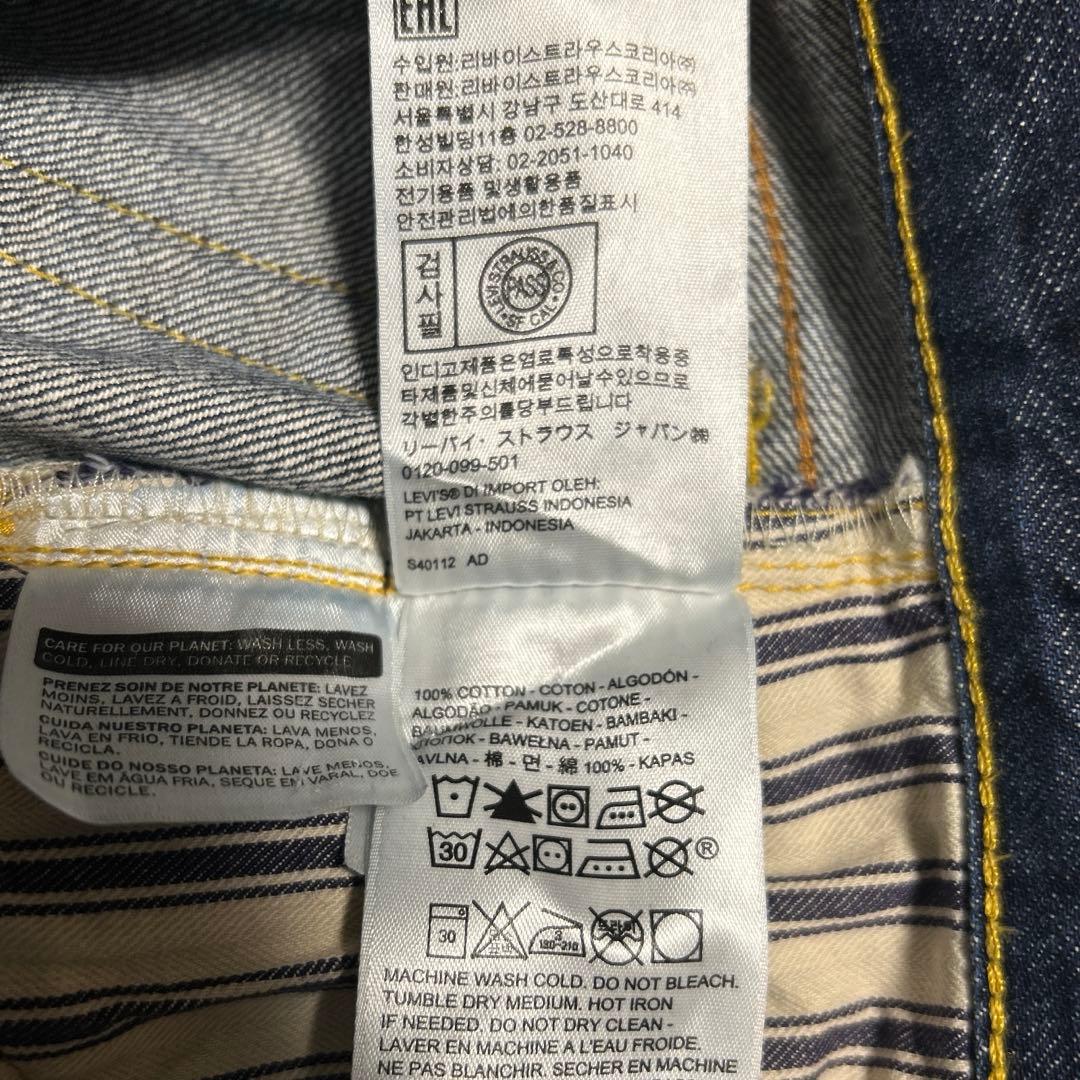 EAC
수입원:리바이스트라우스코리아(주)
판매원:리바이스트라우스코리아(주)
서울특별시 강남구 도산대로 414
한성빌딩11층 02-528-8800
소비자상담: 02-2051-1040
전기용품 및생활용품
안전관리법에의한품질표시
검사필
LEVI STRAUSS & CO
PASS
SF CAL
인디고제품은염료특성으로착용중
타제품및신체에묻어날수있으므로
각별한주의를당부드립니다
リーバイ・ストラウス ジャパン㈱
0120-099-501
LEVI'S® DI IMPORT OLEH:
PT LEVI STRAUSS INDONESIA
JAKARTA - INDONESIA
S40112 AD
CARE FOR OUR PLANET: WASH LESS, WASH
COLD, LINE DRY, DONATE OR RECYCLE
PRENEZ SOIN DE NOTRE PLANETE: LAVEZ
MOINS, LAVEZ A FROID, LAISSEZ SECHER
NATURELLEMENT, DONNEZ OU RECYCLEZ
CUIDA NUESTRO PLANETA: LAVA MENOS,
LAVA EN FRIO, TIENDE LA ROPA, DONA O
RECICLA.
CUIDE DO NOSSO PLANETA: LAVE MENOS,
LAVE EM ÁGUA FRIA, SEQUE EM VARAL, DOE
OU RECICLE.
100% COTTON - COTON - ALGODÓN -
ALGODÃO - PAMUK - COTONE -
BAUMWOLLE - KATOEN - BAMBAKI -
ХЛОПОК - BAWEŁNA - PAMUT -
BAVLNA - 棉 - 면 - 綿 100% - KAPAS
30
®
30
3
180~210
드라이
MACHINE WASH COLD. DO NOT BLEACH.
TUMBLE DRY MEDIUM. HOT IRON
IF NEEDED. DO NOT DRY CLEAN -
LAVER EN MACHINE A L'EAU FROIDE.
NE PAS BLANCHIR. SECHER EN MACHINE